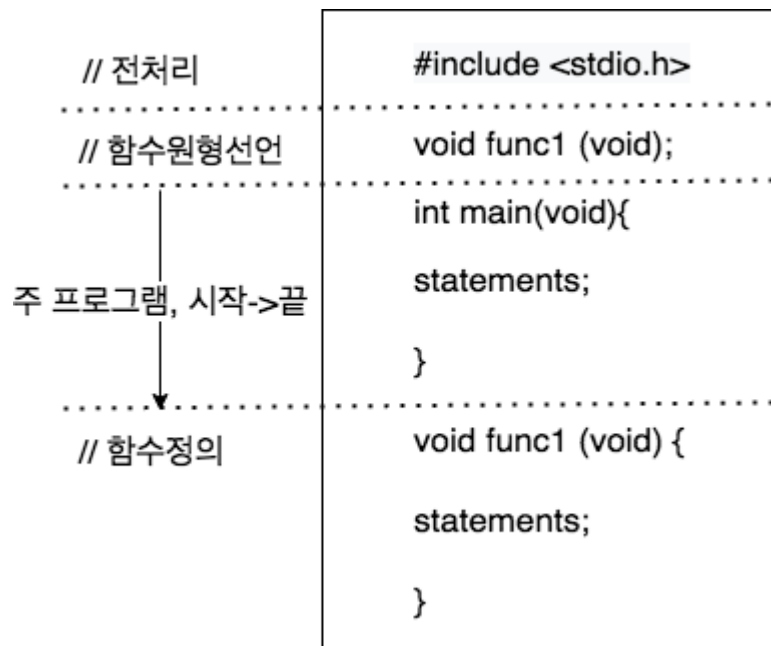 // 전처리
#include <stdio.h>
// 함수원형선언
void func1 (void);
int main(void){
주 프로그램, 시작->끝
statements;
}
// 함수정의
void func1 (void) {
statements;
}